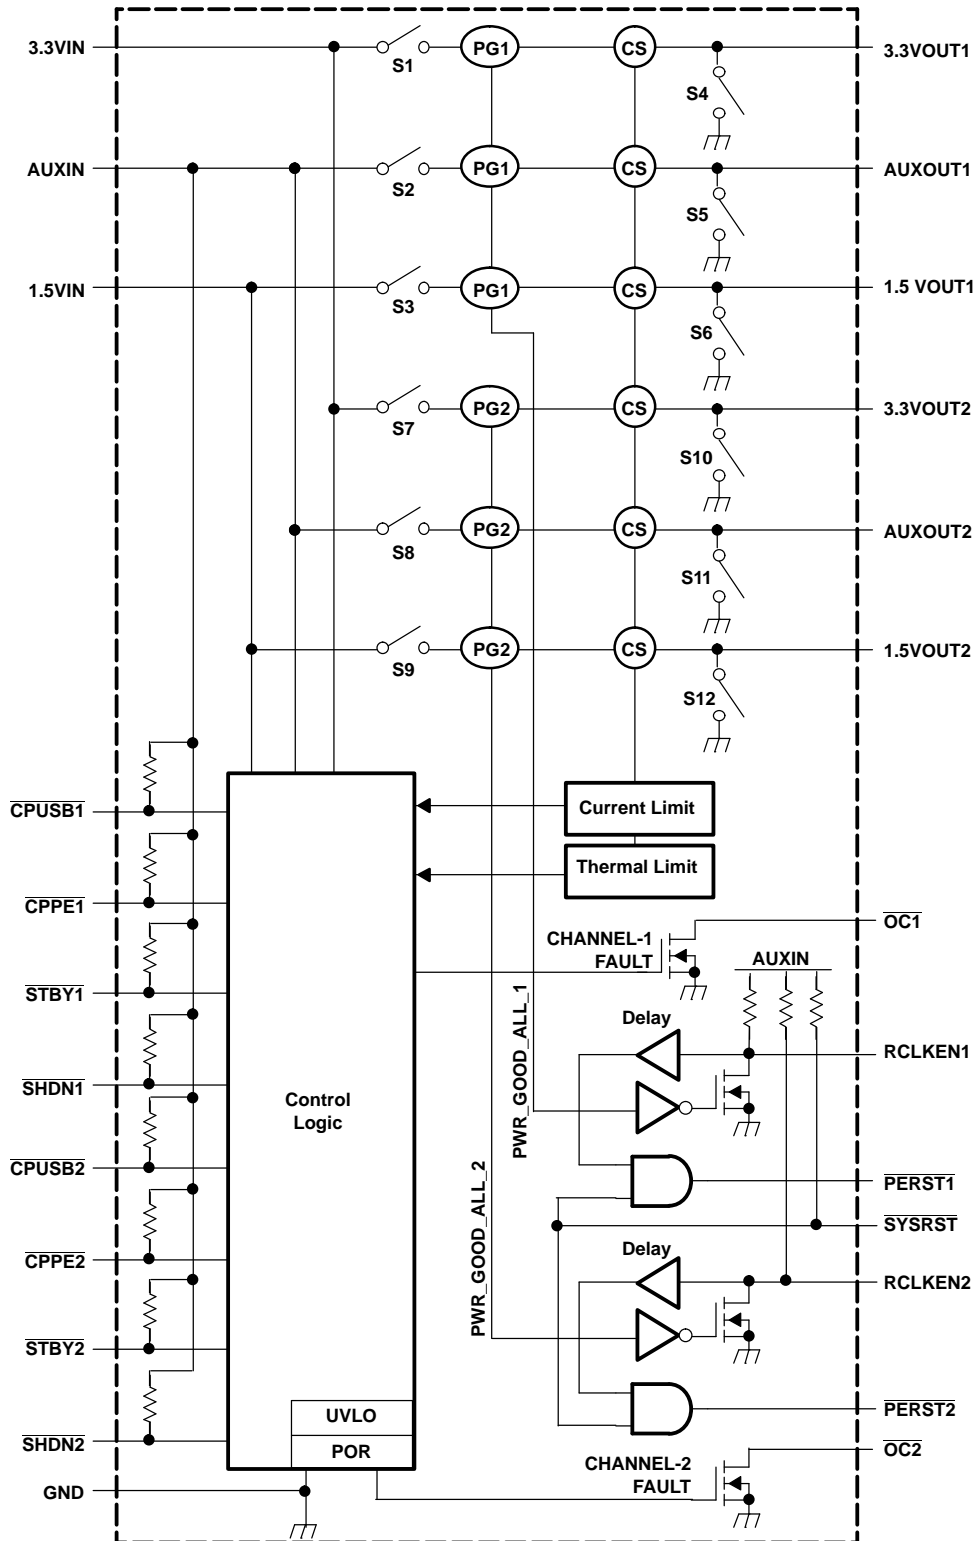 3.3VIN
S1
PG1
CS
3.3VOUT1
S4
AUXIN
S2
PG1
CS
AUXOUT1
S5
1.5VIN
S3
PG1
CS
1.5 VOUT1
S6
S7
PG2
CS
3.3VOUT2
S10
S8
PG2
CS
AUXOUT2
S11
S9
PG2
CS
1.5VOUT2
S12
CPUSB1
Current Limit
Thermal Limit
CPPE1
CHANNEL-1
FAULT
OC1
AUXIN
STBY1
PWR_GOOD_ALL_1
Delay
RCLKEN1
SHDN1
Control
Logic
CPUSB2
PERST1
PWR_GOOD_ALL_2
SYSRST
CPPE2
Delay
RCLKEN2
STBY2
PERST2
UVLO
SHDN2
POR
CHANNEL-2
FAULT
OC2
GND